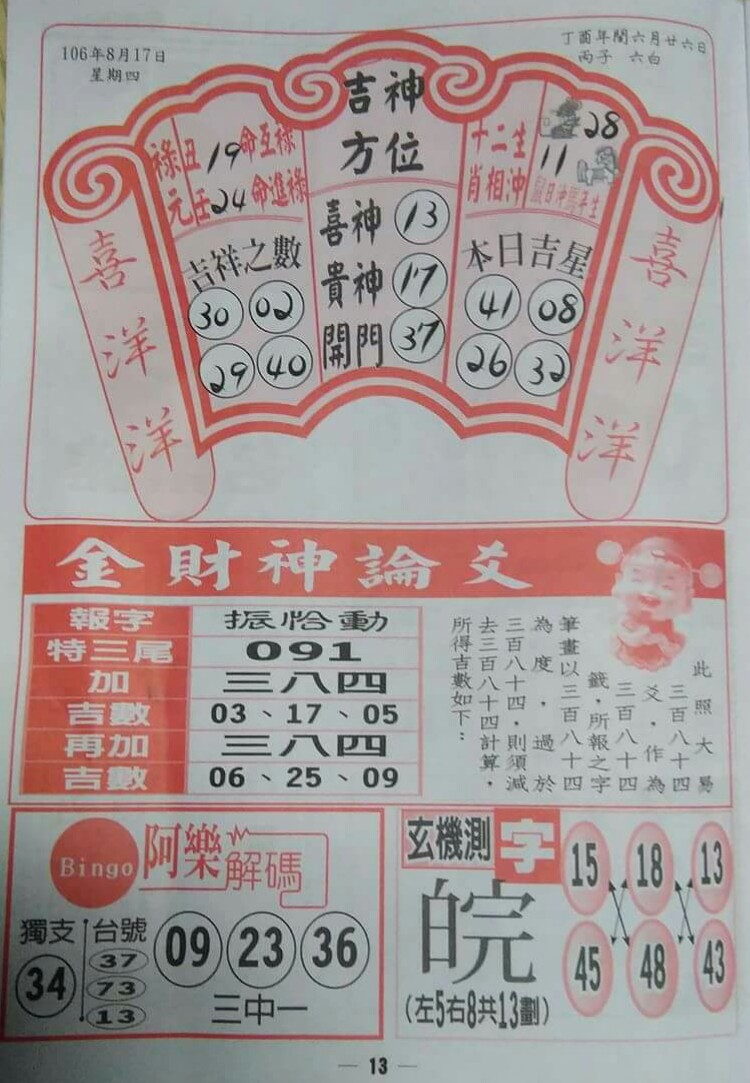 106年8月17日
星期四
丁酉年閏六月廿六日
丙子 六白
吉神
方位
喜神 13
貴神 17
開門 37
祿元
丑 19 命互祿
壬 24 命進祿
吉祥之數
30 02
29 40
十二生
肖相沖
28
11
鼠日沖馬年生
本日吉星
41 08
26 32
喜洋洋
喜洋洋
金財神論爻
報字 振恰動
特三尾 091
加 三八四
吉數 03、17、05
再加 三八四
吉數 06、25、09
此照大易
三百八十四
爻,作為
三百八十四
籤,所報之字
筆畫以三百八十四
為度,過於
三百八十四,則須減
去三百八十四計算,
所得吉數如下:
Bingo 阿樂解碼
獨支
34
台號
37
73
13
09 23 36
三中一
玄機測字
皖
(左5右8共13劃)
15 18 13
45 48 43
— 13 —